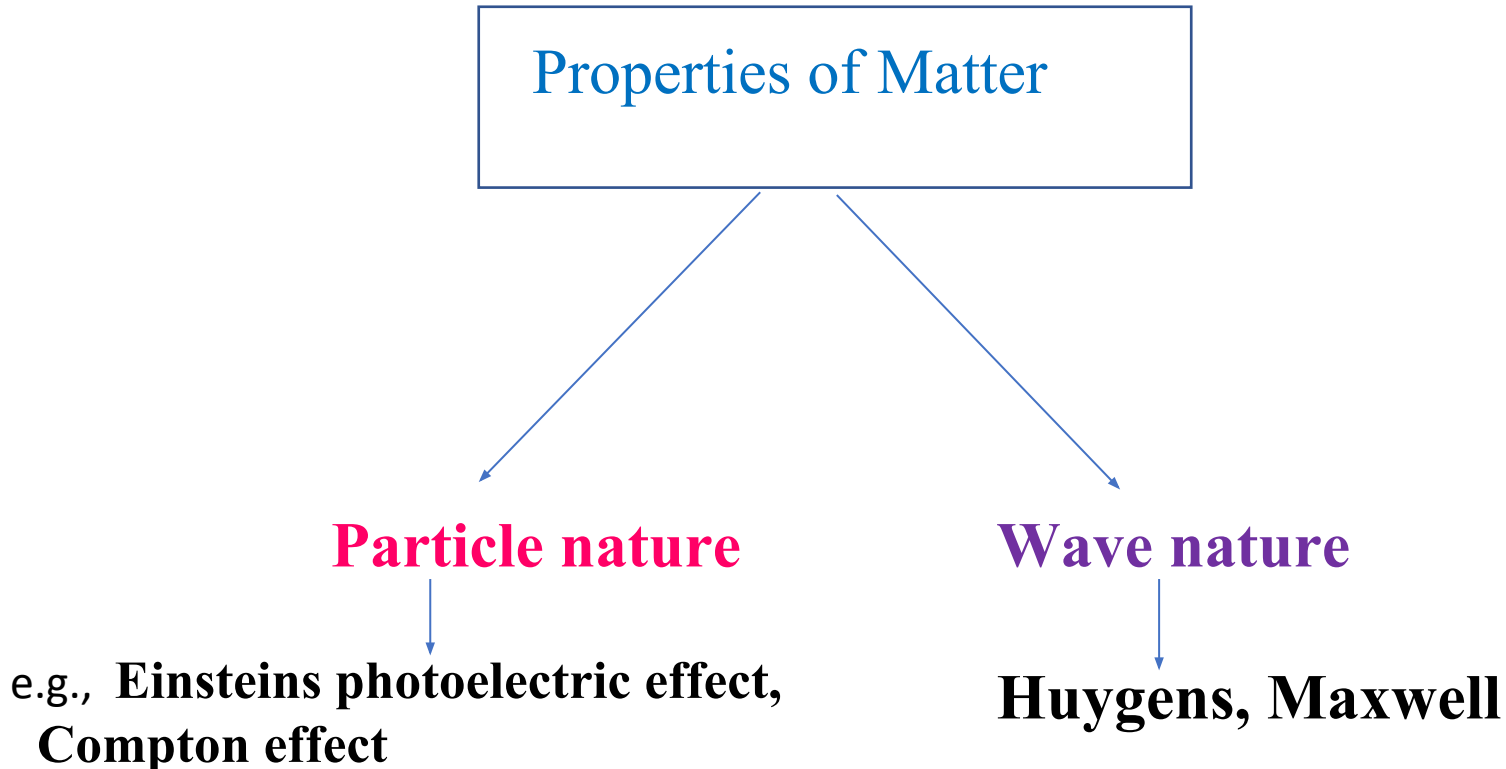 Properties of Matter
Particle nature
Wave nature
e.g., Einsteins photoelectric effect,
Compton effect
Huygens, Maxwell